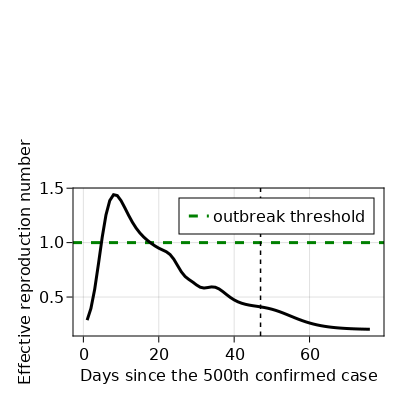 Effective reproduction number
1.5
1.0
0.5
outbreak threshold
0 20 40 60
Days since the 500th confirmed case